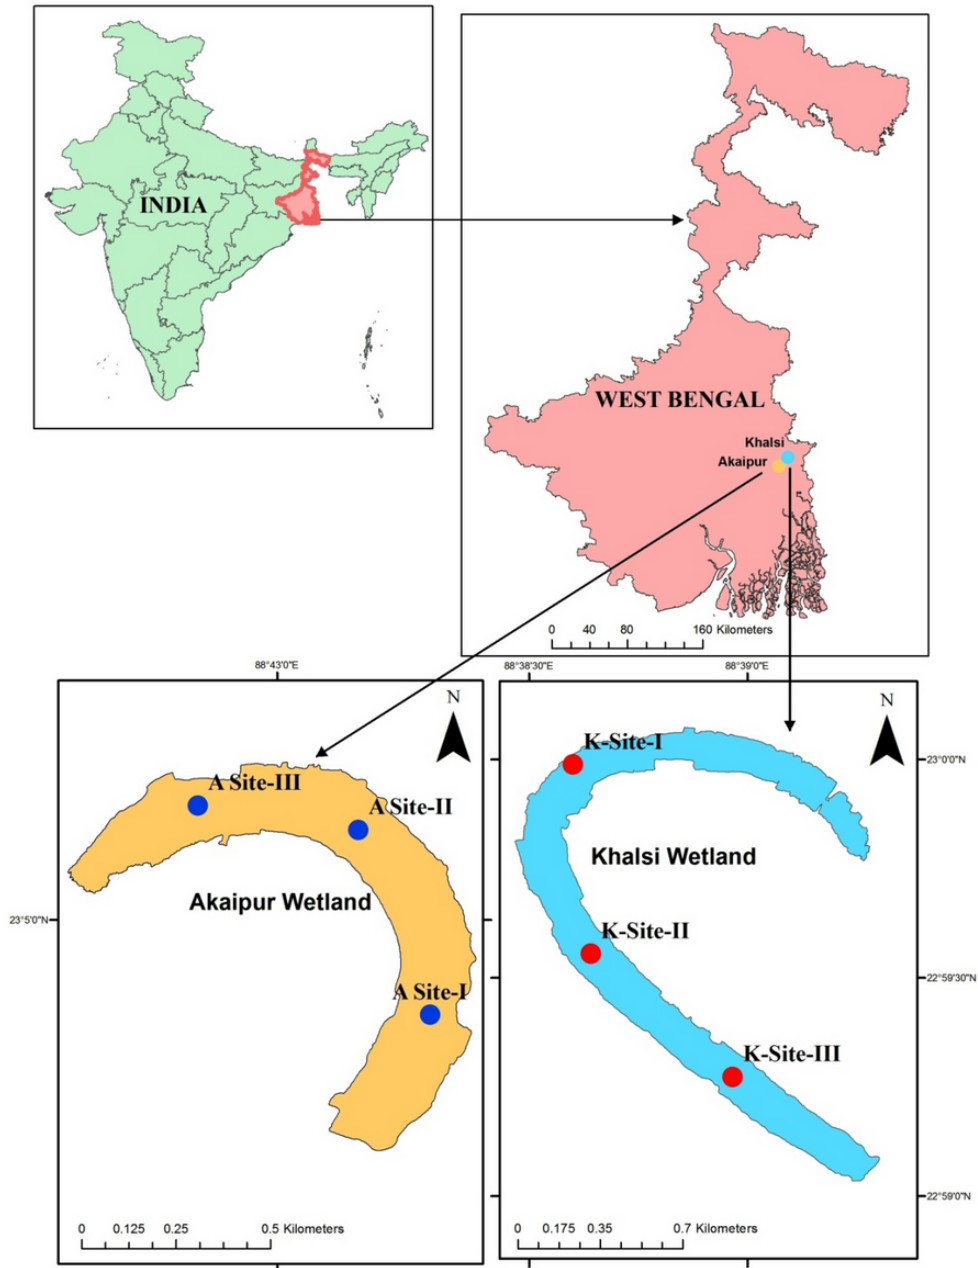 INDIA
WEST BENGAL
Khalsi
Akaipur
0 40 80 160 Kilometers
88°43'0"E
88°38'30"E 88°39'0"E
N
N
K-Site-I
23°0'0"N
A Site-III
A Site-II
Khalsi Wetland
Akaipur Wetland
23°5'0"N
K-Site-II
22°59'30"N
A Site-I
K-Site-III
22°59'0"N
0 0.125 0.25 0.5 Kilometers
0 0.175 0.35 0.7 Kilometers